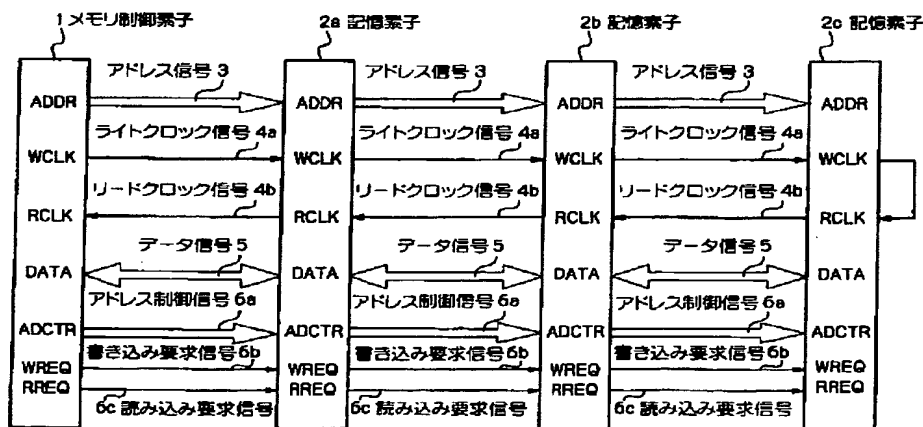 1 メモリ制御素子 2a 記憶素子 2b 記憶素子 2c 記憶素子
アドレス信号 3 アドレス信号 3 アドレス信号 3
ADDR ADDR ADDR ADDR
ライトクロック信号 4a ライトクロック信号 4a ライトクロック信号 4a
WCLK WCLK WCLK WCLK
リードクロック信号 4b リードクロック信号 4b リードクロック信号 4b
RCLK RCLK RCLK RCLK
データ信号 5 データ信号 5 データ信号 5
DATA DATA DATA DATA
アドレス制御信号 6a アドレス制御信号 6a アドレス制御信号 6a
ADCTR ADCTR ADCTR ADCTR
書き込み要求信号 6b 書き込み要求信号 6b 書き込み要求信号 6b
WREQ WREQ WREQ WREQ
RREQ RREQ RREQ RREQ
6c 読み込み要求信号 6c 読み込み要求信号 6c 読み込み要求信号